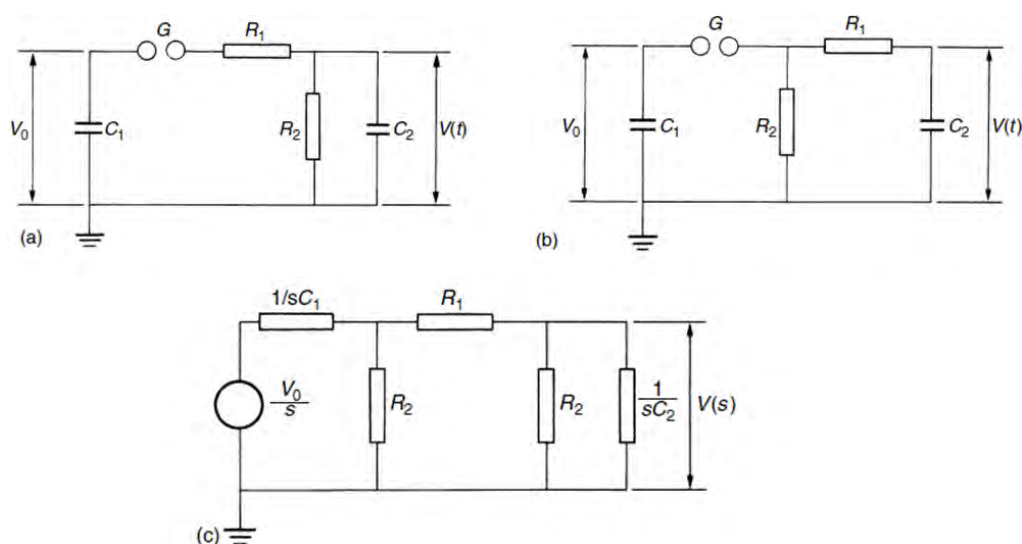 G
R₁
V₀
C₁
R₂
C₂
V(t)
(a)
G
R₁
V₀
C₁
R₂
C₂
V(t)
(b)
1/sC₁
R₁
V₀
s
R₂
R₂
1
sC₂
V(s)
(c)